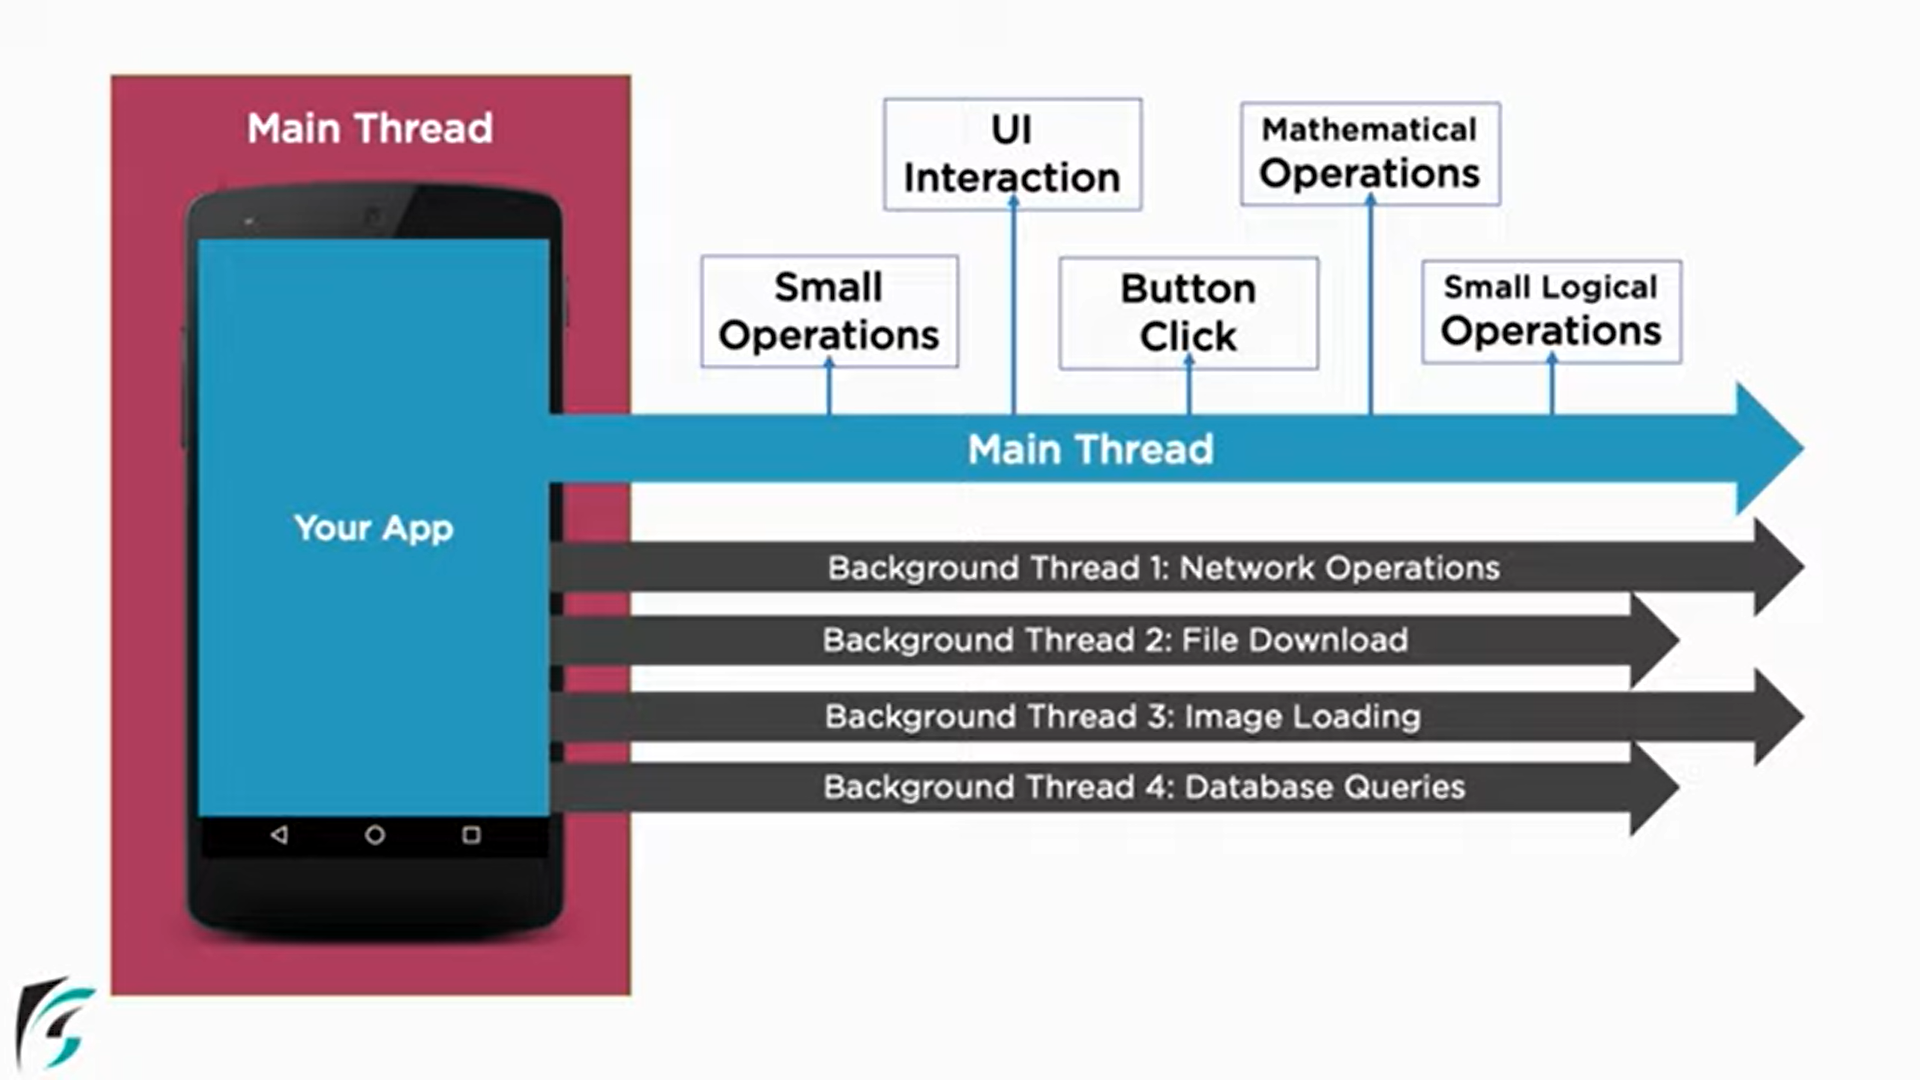 Main Thread
UI
Interaction
Mathematical
Operations
Small
Operations
Button
Click
Small Logical
Operations
Main Thread
Your App
Background Thread 1: Network Operations
Background Thread 2: File Download
Background Thread 3: Image Loading
Background Thread 4: Database Queries